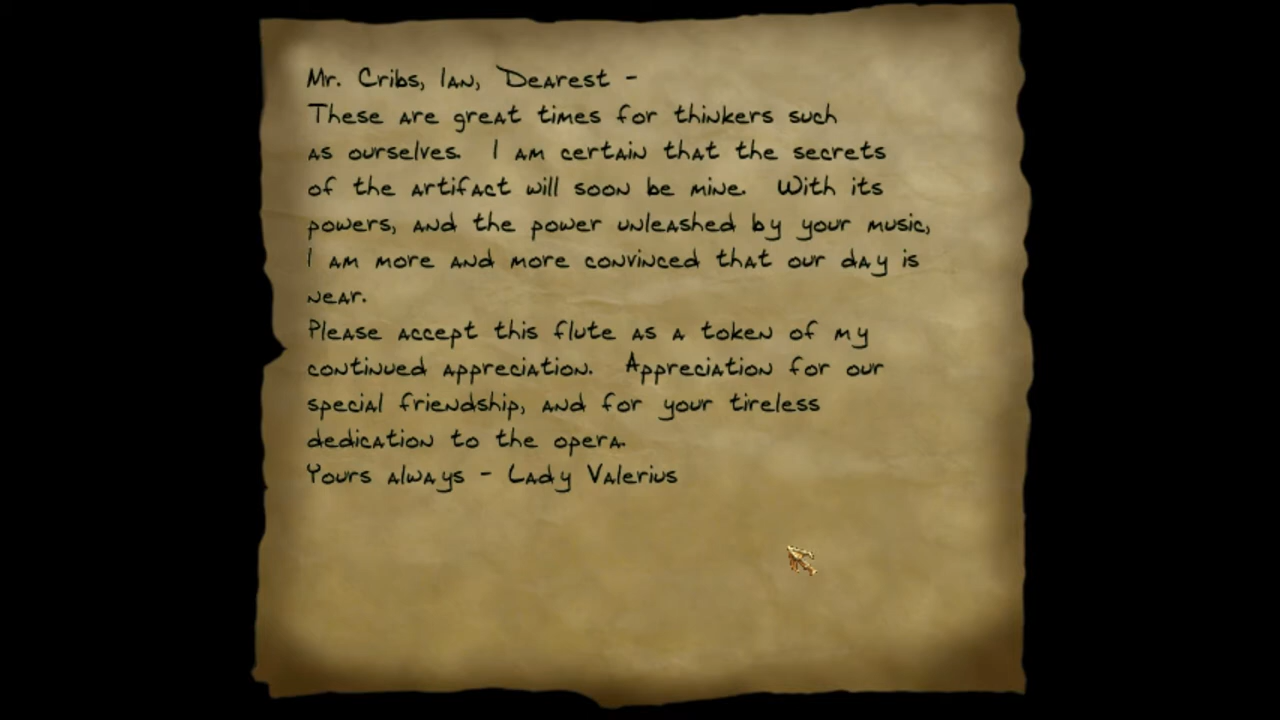 Mr. Cribs, Ian, Dearest -
These are great times for thinkers such
as ourselves.  I am certain that the secrets
of the artifact will soon be mine.  With its
powers, and the power unleashed by your music,
I am more and more convinced that our day is
near.
Please accept this flute as a token of my
continued appreciation.  Appreciation for our
special friendship, and for your tireless
dedication to the opera.
Yours always - Lady Valerius